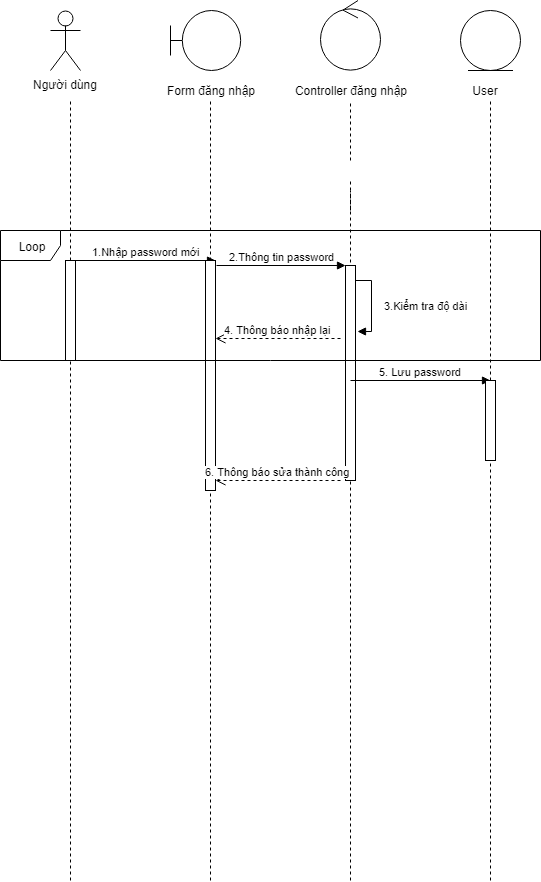 Người dùng
Form đăng nhập
Controller đăng nhập
User
Loop
1.Nhập password mới
2.Thông tin password
3.Kiểm tra độ dài
4. Thông báo nhập lại
5. Lưu password
6. Thông báo sửa thành công